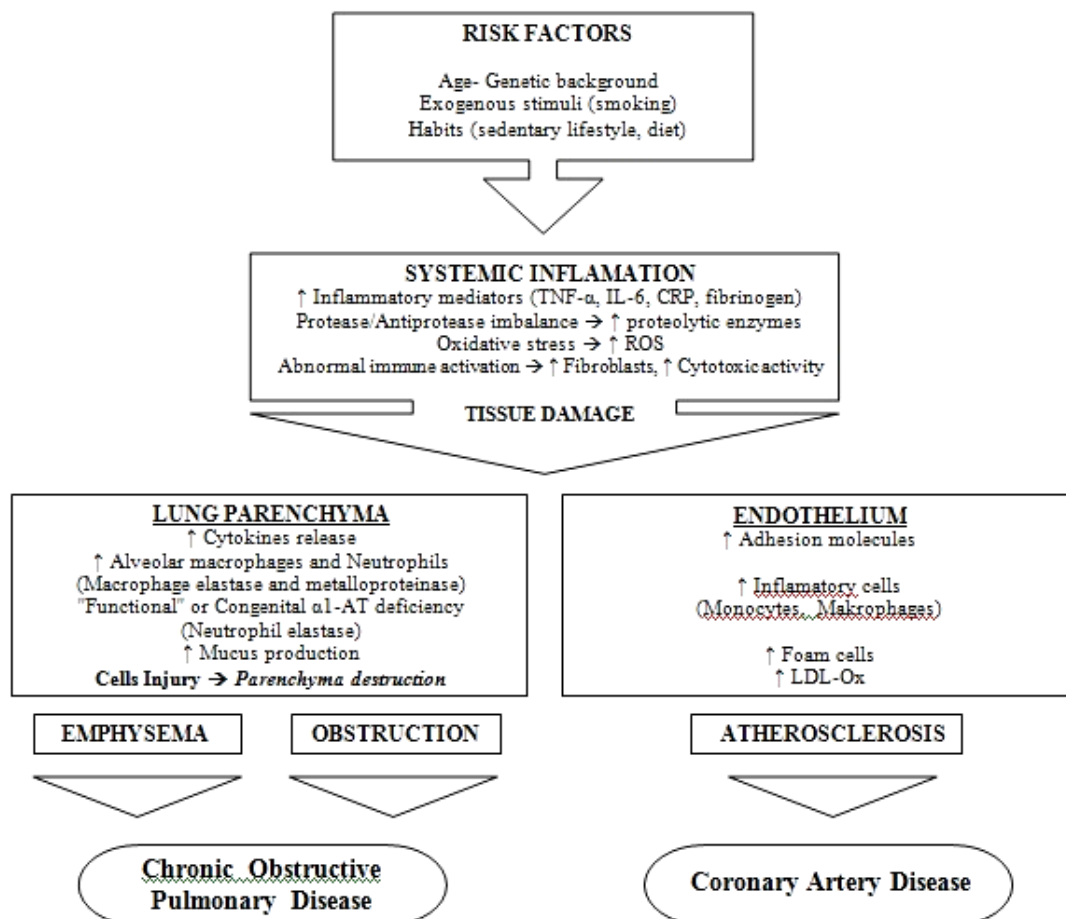 RISK FACTORS
Age- Genetic background
Exogenous stimuli (smoking)
Habits (sedentary lifestyle, diet)
SYSTEMIC INFLAMATION
↑ Inflammatory mediators (TNF-α, IL-6, CRP, fibrinogen)
Protease/Antiprotease imbalance → ↑ proteolytic enzymes
Oxidative stress → ↑ ROS
Abnormal immune activation → ↑ Fibroblasts, ↑ Cytotoxic activity
TISSUE DAMAGE
LUNG PARENCHYMA
↑ Cytokines release
↑ Alveolar macrophages and Neutrophils
(Macrophage elastase and metalloproteinase)
"Functional" or Congenital α1-AT deficiency
(Neutrophil elastase)
↑ Mucus production
Cells Injury → Parenchyma destruction
ENDOTHELIUM
↑ Adhesion molecules
↑ Inflamatory cells
(Monocytes, Makrophages)
↑ Foam cells
↑ LDL-Ox
EMPHYSEMA
OBSTRUCTION
ATHEROSCLEROSIS
Chronic Obstructive
Pulmonary Disease
Coronary Artery Disease